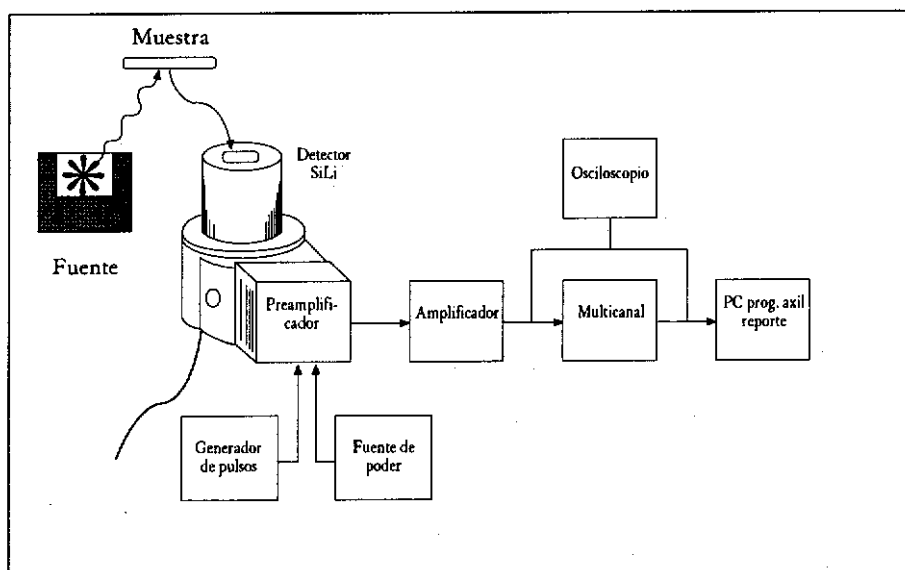 Muestra
Detector
SiLi
Fuente
Osciloscopio
Preamplifi-
cador
Amplificador
Multicanal
PC prog. axil
reporte
Generador
de pulsos
Fuente de
poder